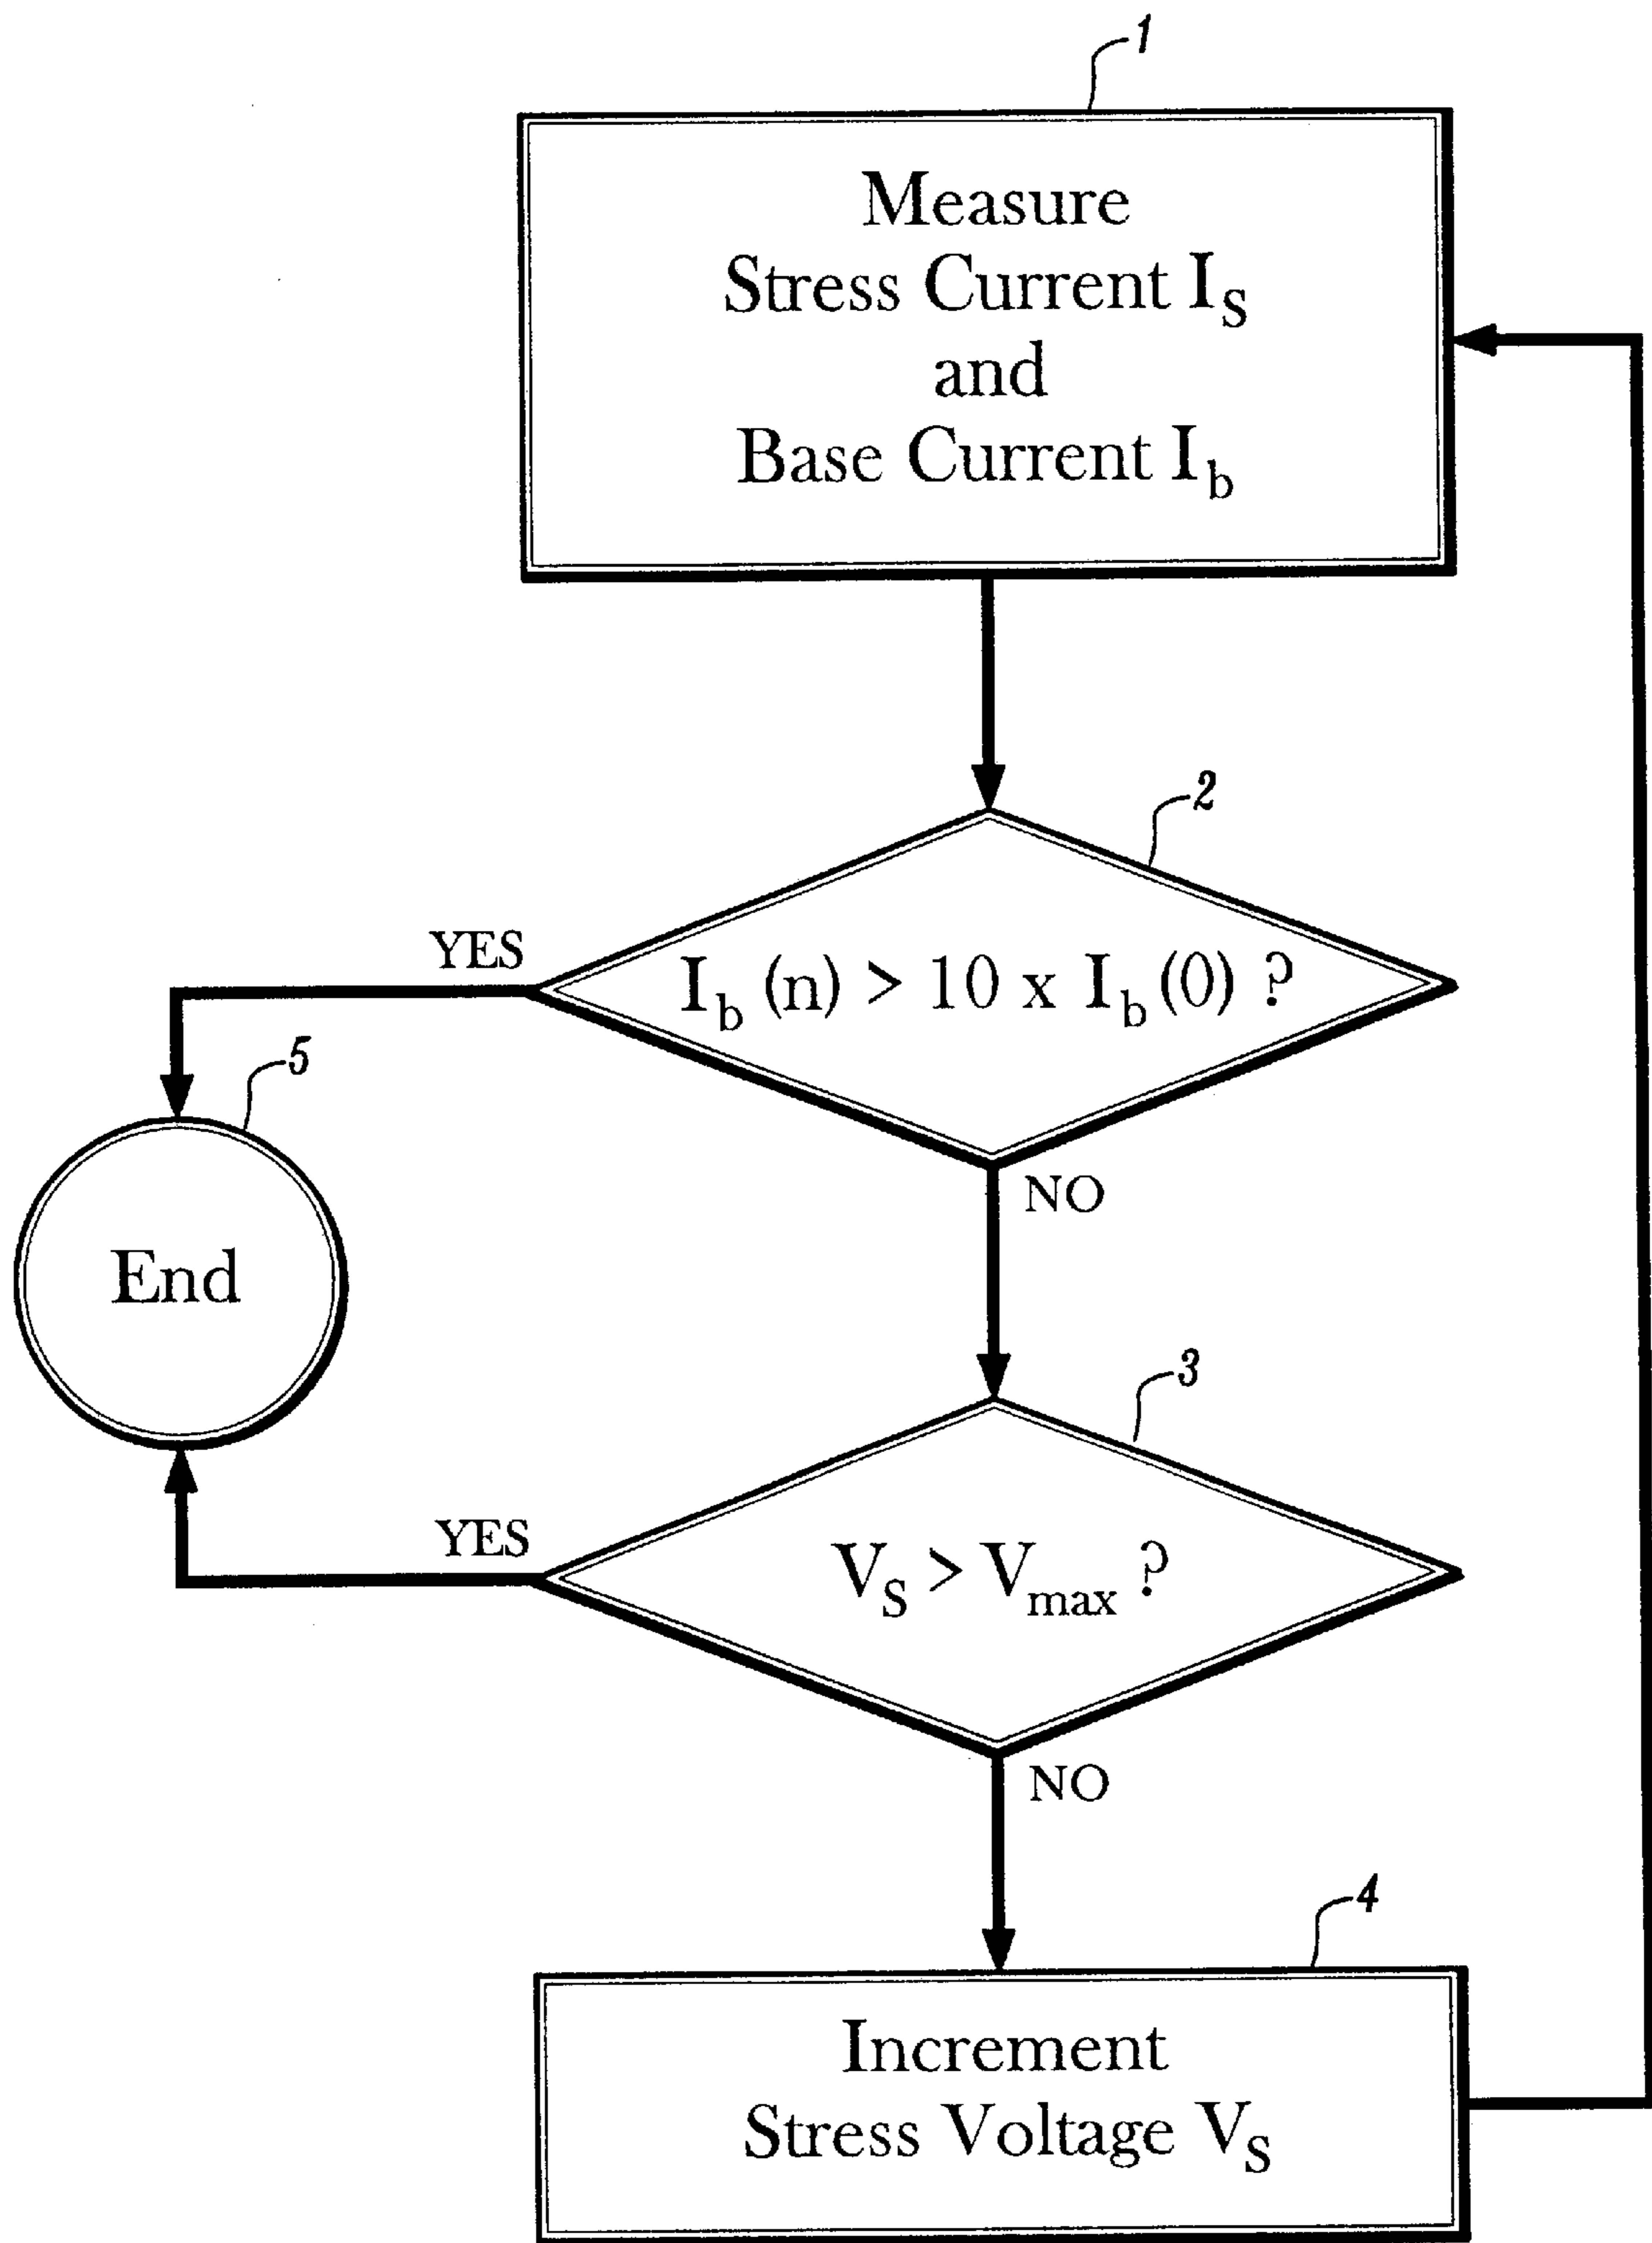 1
Measure
Stress Current I_S
and
Base Current I_b
2
YES
I_b (n) > 10 x I_b (0) ?
5
NO
End
3
YES
V_S > V_max ?
NO
4
Increment
Stress Voltage V_S